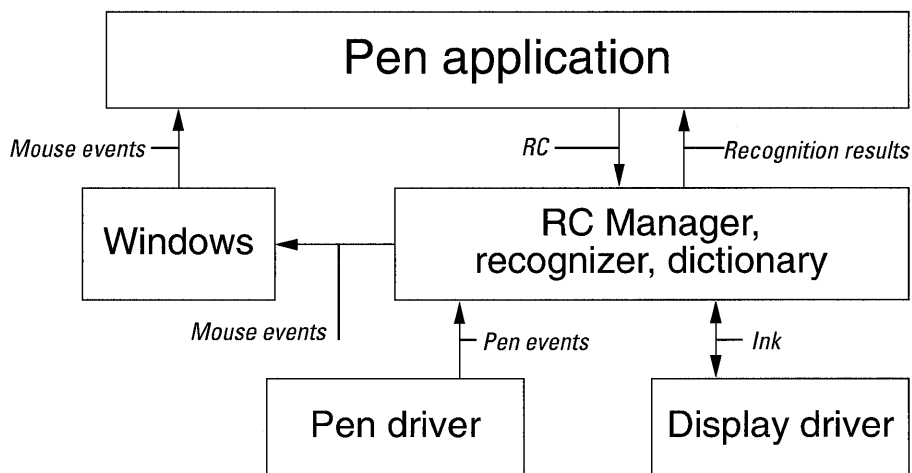 Pen application
Mouse events
RC
Recognition results
Windows
RC Manager,
recognizer, dictionary
Mouse events
Pen events
Ink
Pen driver
Display driver